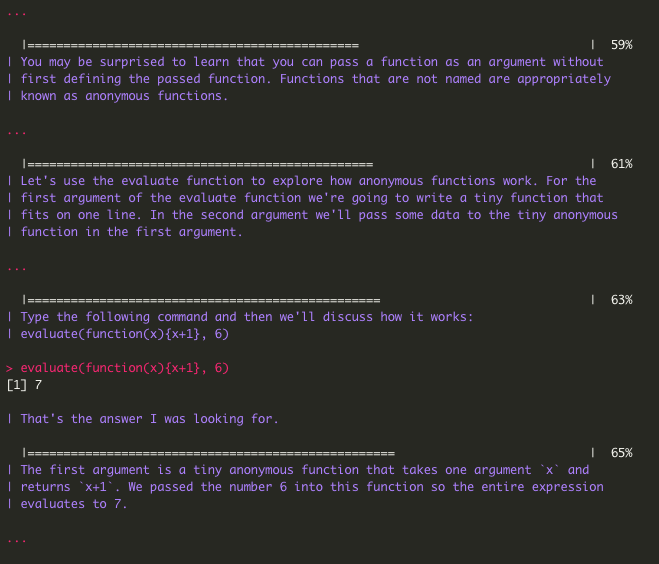 ...
|============================================== | 59%
| You may be surprised to learn that you can pass a function as an argument without
| first defining the passed function. Functions that are not named are appropriately
| known as anonymous functions.
...
|================================================ | 61%
| Let's use the evaluate function to explore how anonymous functions work. For the
| first argument of the evaluate function we're going to write a tiny function that
| fits on one line. In the second argument we'll pass some data to the tiny anonymous
| function in the first argument.
...
|================================================= | 63%
| Type the following command and then we'll discuss how it works:
| evaluate(function(x){x+1}, 6)
> evaluate(function(x){x+1}, 6)
[1] 7
| That's the answer I was looking for.
|=================================================== | 65%
| The first argument is a tiny anonymous function that takes one argument `x` and
| returns `x+1`. We passed the number 6 into this function so the entire expression
| evaluates to 7.
...